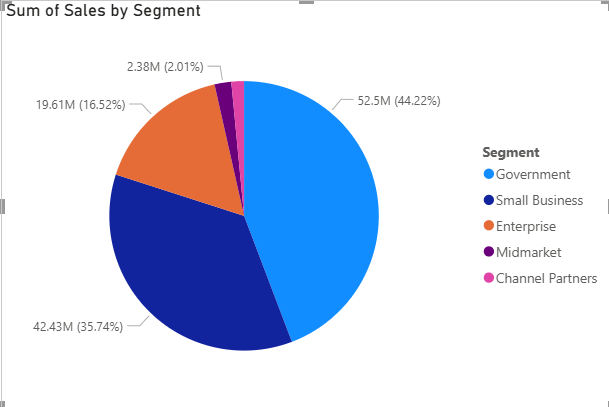 Sum of Sales by Segment
2.38M (2.01%)
19.61M (16.52%)
52.5M (44.22%)
42.43M (35.74%)
Segment
Government
Small Business
Enterprise
Midmarket
Channel Partners